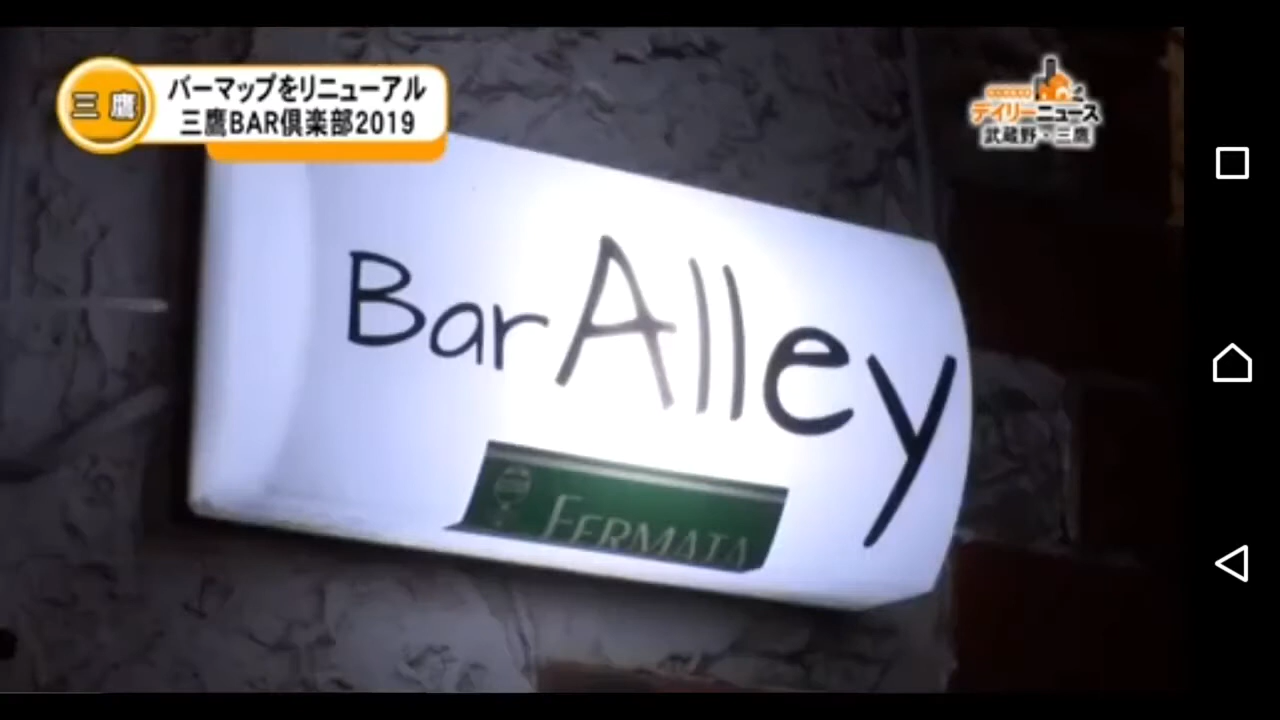 三鷹
バーマップをリニューアル
三鷹BAR倶楽部2019
デイリーニュース
武蔵野・三鷹
Bar Alley
FERMATA